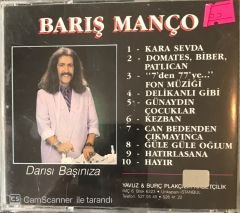 BARIŞ MANÇO
1 - KARA SEVDA
2 - DOMATES, BİBER,
PATLICAN
3 - "7'den 77'ye..."
FON MÜZİĞİ
4 - DELİKANLI GİBİ
5 - GÜNAYDIN
ÇOCUKLAR
6 - KEZBAN
7 - CAN BEDENDEN
ÇIKMAYINCA
8 - GÜLE GÜLE OĞLUM
9 - HATIRLASANA
10 - HAYIR
Darısı Başınıza
YAVUZ & BURÇ PLAKÇILIK
CS CamScanner ile tarandı